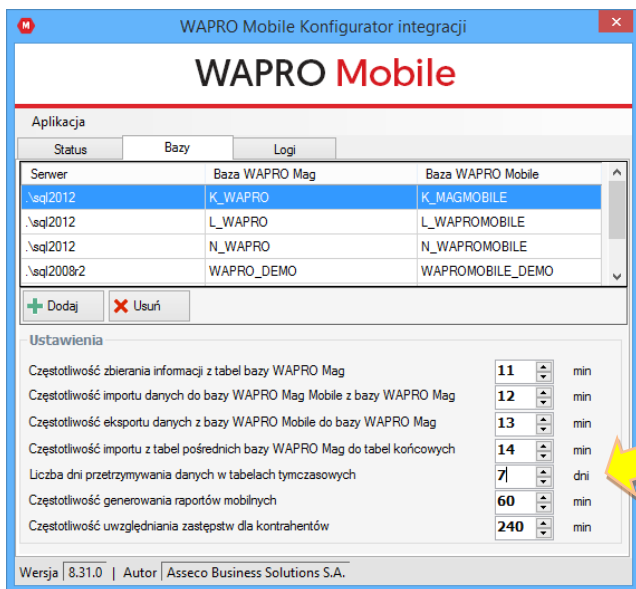 M WAPRO Mobile Konfigurator integracji ×
WAPRO Mobile
Aplikacja
Status Bazy Logi
Serwer Baza WAPRO Mag Baza WAPRO Mobile
.\sql2012 K_WAPRO K_MAGMOBILE
.\sql2012 L_WAPRO L_WAPROMOBILE
.\sql2012 N_WAPRO N_WAPROMOBILE
.\sql2008r2 WAPRO_DEMO WAPROMOBILE_DEMO
Dodaj Usuń
Ustawienia
Częstotliwość zbierania informacji z tabel bazy WAPRO Mag 11 min
Częstotliwość importu danych do bazy WAPRO Mag Mobile z bazy WAPRO Mag 12 min
Częstotliwość eksportu danych z bazy WAPRO Mobile do bazy WAPRO Mag 13 min
Częstotliwość importu z tabel pośrednich bazy WAPRO Mag do tabel końcowych 14 min
Liczba dni przetrzymywania danych w tabelach tymczasowych 7 dni
Częstotliwość generowania raportów mobilnych 60 min
Częstotliwość uwzględniania zastępstw dla kontrahentów 240 min
Wersja 8.31.0 | Autor Asseco Business Solutions S.A.